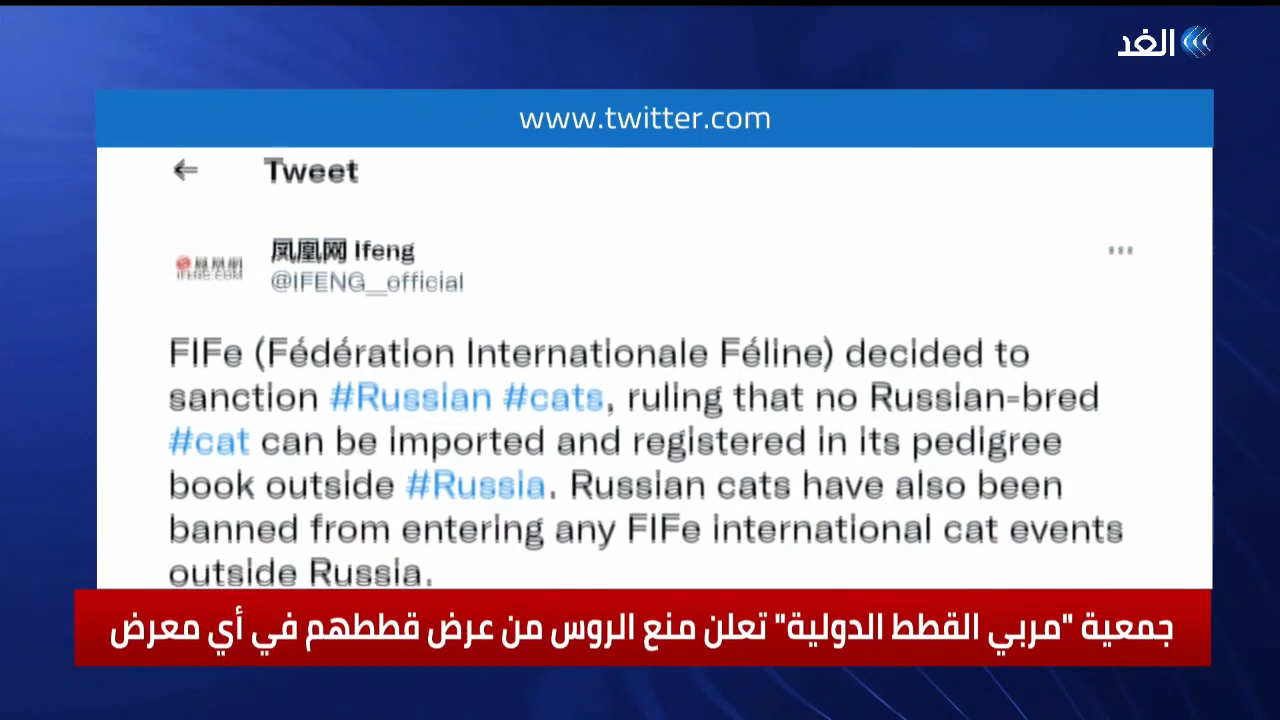 الغد
www.twitter.com
Tweet
凤凰网 Ifeng
@IFENG__official
FIFe (Fédération Internationale Féline) decided to
sanction #Russian #cats, ruling that no Russian-bred
#cat can be imported and registered in its pedigree
book outside #Russia. Russian cats have also been
banned from entering any FIFe international cat events
outside Russia.
جمعية "مربي القطط الدولية" تعلن منع الروس من عرض قططهم في أي معرض